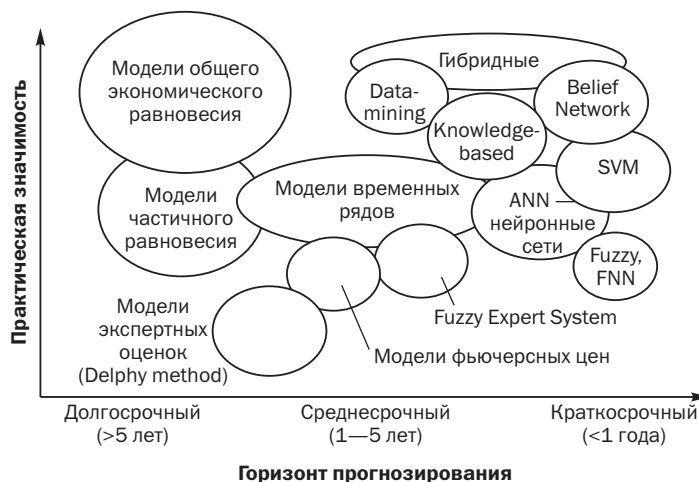 Практическая значимость
Модели общего
экономического
равновесия
Модели
частичного
равновесия
Модели
экспертных
оценок
(Delphy method)
Гибридные
Data-
mining
Belief
Network
Knowledge-
based
SVM
Модели временных
рядов
ANN —
нейронные
сети
Fuzzy,
FNN
Fuzzy Expert System
Модели фьючерсных цен
Долгосрочный
(>5 лет)
Среднесрочный
(1—5 лет)
Краткосрочный
(<1 года)
Горизонт прогнозирования